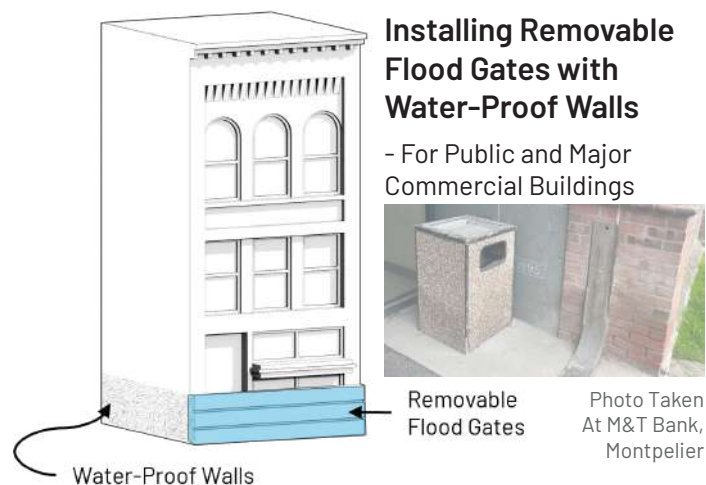 Installing Removable
Flood Gates with
Water-Proof Walls
- For Public and Major
Commercial Buildings
Removable
Flood Gates
Photo Taken
At M&T Bank,
Montpelier
Water-Proof Walls